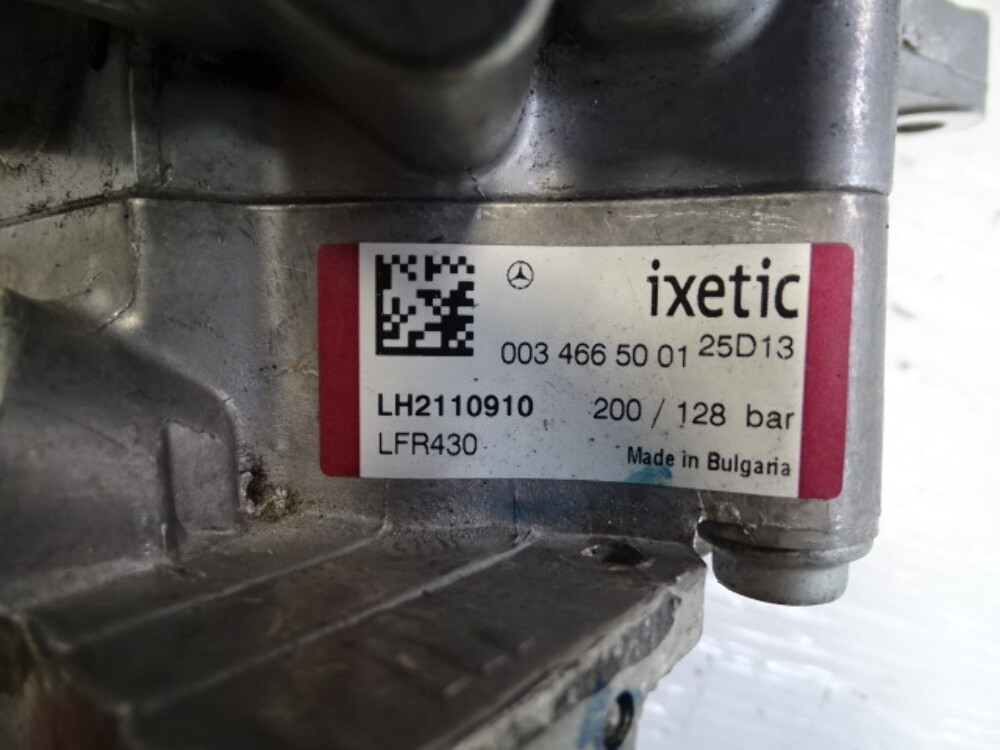 ixetic
003 466 50 01 25D13
LH2110910 200 / 128 bar
LFR430
Made in Bulgaria